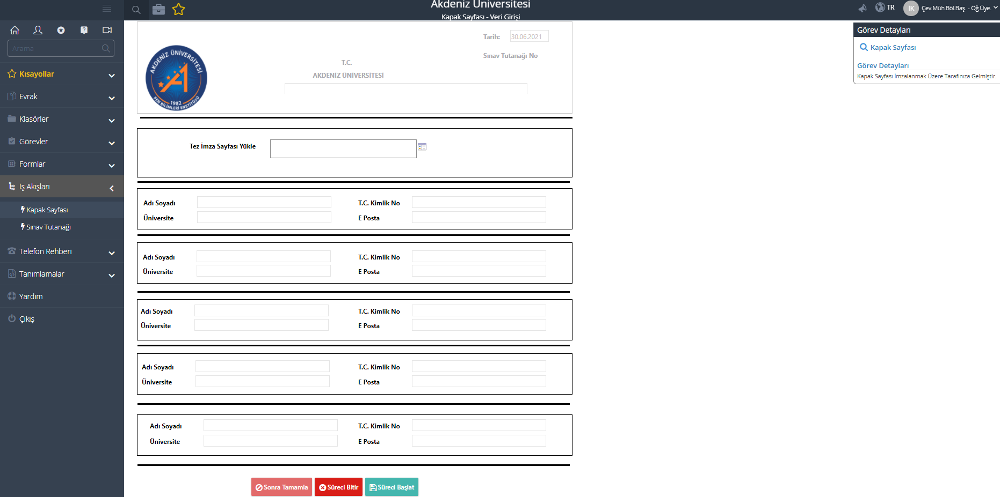 Akdeniz Üniversitesi
Kapak Sayfası - Veri Girişi
TR
İK
Çev.Müh.Böl.Baş. - Öğ.Üye.
Arama
Kısayollar
Evrak
Klasörler
Görevler
Formlar
İş Akışları
Kapak Sayfası
Sınav Tutanağı
Telefon Rehberi
Tanımlamalar
Yardım
Çıkış
AKDENİZ ÜNİVERSİTESİ
1982
FEN BİLİMLERİ ENSTİTÜSÜ
Tarih: 30.06.2021
Sınav Tutanağı No
T.C.
AKDENİZ ÜNİVERSİTESİ
Tez İmza Sayfası Yükle
Adı Soyadı T.C. Kimlik No
Üniversite E Posta
Adı Soyadı T.C. Kimlik No
Üniversite E Posta
Adı Soyadı T.C. Kimlik No
Üniversite E Posta
Adı Soyadı T.C. Kimlik No
Üniversite E Posta
Adı Soyadı T.C. Kimlik No
Üniversite E Posta
Sonra Tamamla Süreci Bitir Süreci Başlat
Görev Detayları
Kapak Sayfası
Görev Detayları
Kapak Sayfası İmzalanmak Üzere Tarafınıza Gelmiştir.